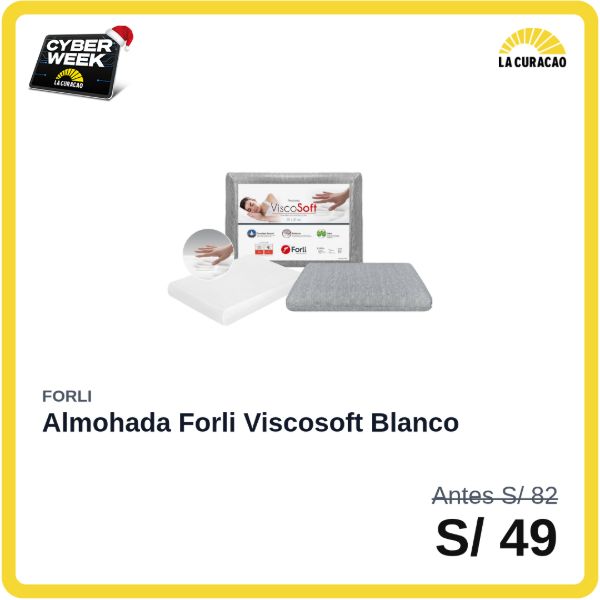 CYBER
WEEK
LA CURACAO
LA CURACAO
ViscoSoft
Forli
FORLI
Almohada Forli Viscosoft Blanco
Antes S/ 82
S/ 49